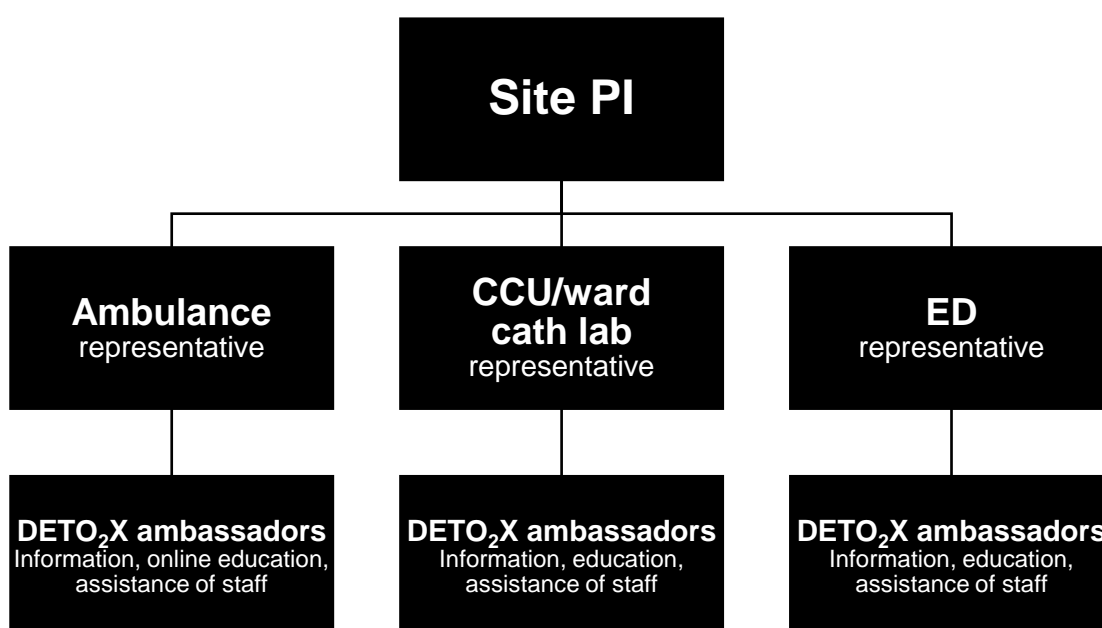 Site PI
Ambulance
representative
CCU/ward
cath lab
representative
ED
representative
DETO₂X ambassadors
Information, online education,
assistance of staff
DETO₂X ambassadors
Information, education,
assistance of staff
DETO₂X ambassadors
Information, education,
assistance of staff